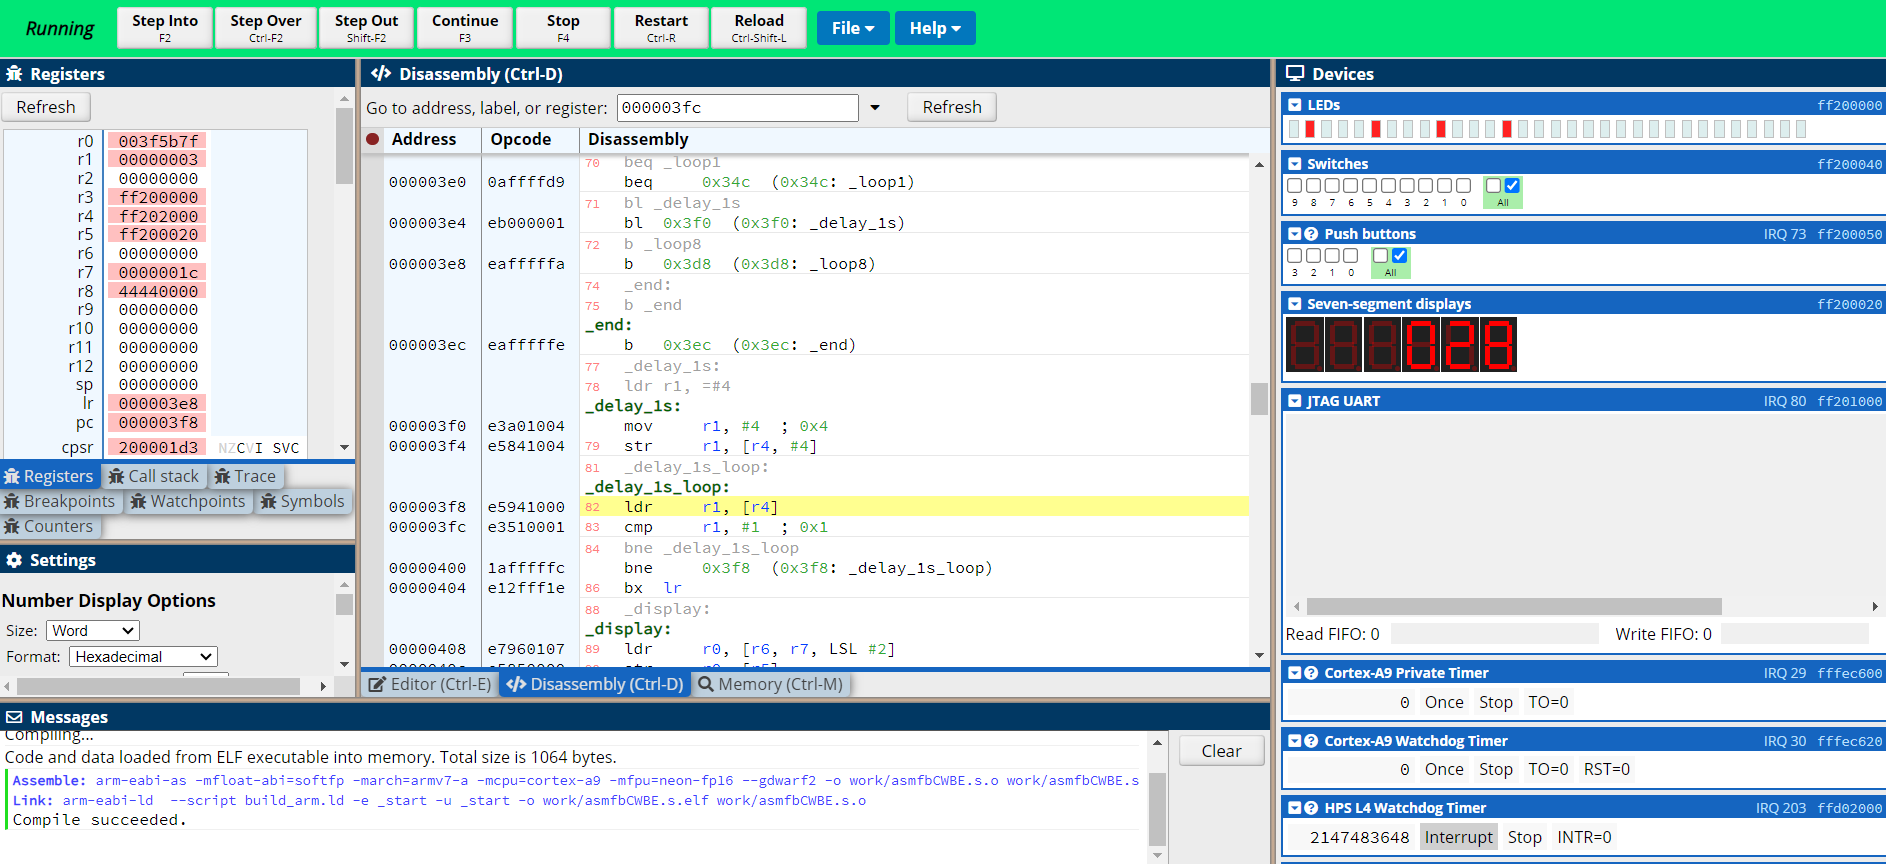 Running
Step Into
F2
Step Over
Ctrl-F2
Step Out
Shift-F2
Continue
F3
Stop
F4
Restart
Ctrl-R
Reload
Ctrl-Shift-L
File
Help
Registers
Refresh
r0 003f5b7f
r1 00000003
r2 00000000
r3 ff200000
r4 ff202000
r5 ff200020
r6 00000000
r7 0000001c
r8 44440000
r9 00000000
r10 00000000
r11 00000000
r12 00000000
sp 00000000
lr 000003e8
pc 000003f8
cpsr 200001d3 NZCVI SVC
Registers Call stack Trace
Breakpoints Watchpoints Symbols
Counters
Settings
Number Display Options
Size: Word
Format: Hexadecimal
Disassembly (Ctrl-D)
Go to address, label, or register: 000003fc Refresh
Address Opcode Disassembly
70 beq _loop1
000003e0 0affffd9 beq 0x34c (0x34c: _loop1)
71 bl _delay_1s
000003e4 eb000001 bl 0x3f0 (0x3f0: _delay_1s)
72 b _loop8
000003e8 eafffffa b 0x3d8 (0x3d8: _loop8)
74 _end:
75 b _end
_end:
000003ec eafffffe b 0x3ec (0x3ec: _end)
77 _delay_1s:
78 ldr r1, =#4
_delay_1s:
000003f0 e3a01004 mov r1, #4 ; 0x4
000003f4 e5841004 79 str r1, [r4, #4]
81 _delay_1s_loop:
_delay_1s_loop:
000003f8 e5941000 82 ldr r1, [r4]
000003fc e3510001 83 cmp r1, #1 ; 0x1
84 bne _delay_1s_loop
00000400 1afffffc bne 0x3f8 (0x3f8: _delay_1s_loop)
00000404 e12fff1e 86 bx lr
88 _display:
_display:
00000408 e7960107 89 ldr r0, [r6, r7, LSL #2]
Editor (Ctrl-E) Disassembly (Ctrl-D) Memory (Ctrl-M)
Messages
Compiling...
Code and data loaded from ELF executable into memory. Total size is 1064 bytes.
Assemble: arm-eabi-as -mfloat-abi=softfp -march=armv7-a -mcpu=cortex-a9 -mfpu=neon-fp16 --gdwarf2 -o work/asmfbCWBE.s.o work/asmfbCWBE.s
Link: arm-eabi-ld --script build_arm.ld -e _start -u _start -o work/asmfbCWBE.s.elf work/asmfbCWBE.s.o
Compile succeeded.
Clear
Devices
LEDs ff200000
Switches ff200040
9 8 7 6 5 4 3 2 1 0 All
Push buttons IRQ 73 ff200050
3 2 1 0 All
Seven-segment displays ff200020
028
JTAG UART IRQ 80 ff201000
Read FIFO: 0 Write FIFO: 0
Cortex-A9 Private Timer IRQ 29 fffec600
0 Once Stop TO=0
Cortex-A9 Watchdog Timer IRQ 30 fffec620
0 Once Stop TO=0 RST=0
HPS L4 Watchdog Timer IRQ 203 ffd02000
2147483648 Interrupt Stop INTR=0